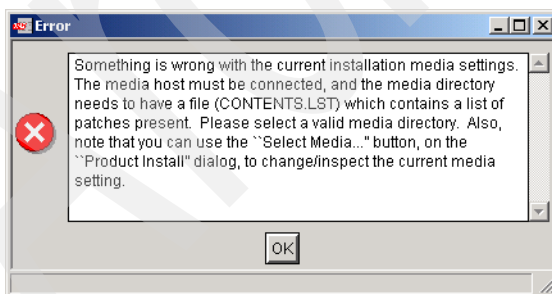 Error
Something is wrong with the current installation media settings.
The media host must be connected, and the media directory
needs to have a file (CONTENTS.LST) which contains a list of
patches present.  Please select a valid media directory.  Also,
note that you can use the ``Select Media...'' button, on the
``Product Install'' dialog, to change/inspect the current media
setting.
OK